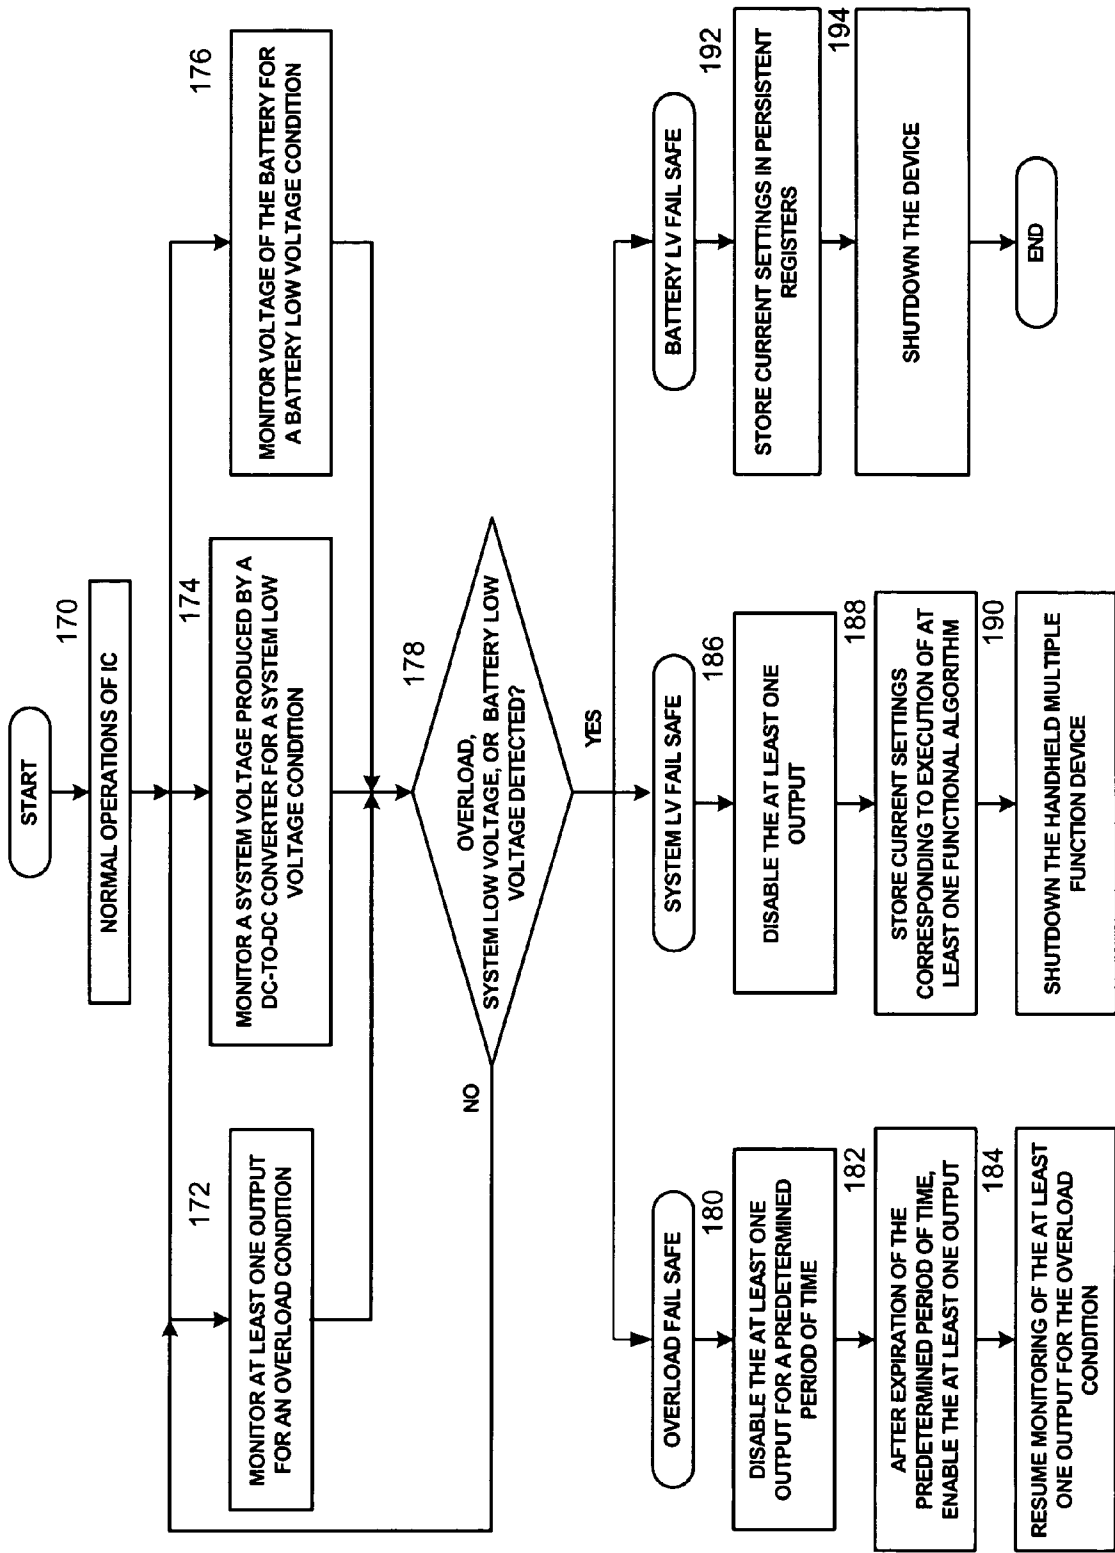 START
170
NORMAL OPERATIONS OF IC
172
MONITOR AT LEAST ONE OUTPUT
FOR AN OVERLOAD CONDITION
174
MONITOR A SYSTEM VOLTAGE PRODUCED BY A
DC-TO-DC CONVERTER FOR A SYSTEM LOW
VOLTAGE CONDITION
176
MONITOR VOLTAGE OF THE BATTERY FOR
A BATTERY LOW VOLTAGE CONDITION
178
OVERLOAD,
SYSTEM LOW VOLTAGE, OR BATTERY LOW
VOLTAGE DETECTED?
NO
YES
OVERLOAD FAIL SAFE
180
DISABLE THE AT LEAST ONE
OUTPUT FOR A PREDETERMINED
PERIOD OF TIME
182
AFTER EXPIRATION OF THE
PREDETERMINED PERIOD OF TIME,
ENABLE THE AT LEAST ONE OUTPUT
184
RESUME MONITORING OF THE AT LEAST
ONE OUTPUT FOR THE OVERLOAD
CONDITION
SYSTEM LV FAIL SAFE
186
DISABLE THE AT LEAST ONE
OUTPUT
188
STORE CURRENT SETTINGS
CORRESPONDING TO EXECUTION OF AT
LEAST ONE FUNCTIONAL ALGORITHM
190
SHUTDOWN THE HANDHELD MULTIPLE
FUNCTION DEVICE
BATTERY LV FAIL SAFE
192
STORE CURRENT SETTINGS IN PERSISTENT
REGISTERS
194
SHUTDOWN THE DEVICE
END